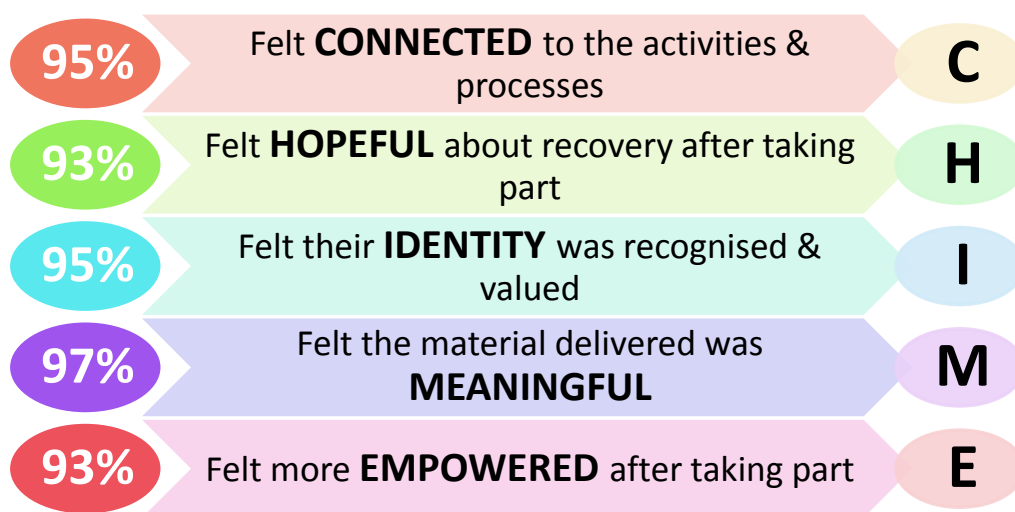 95%
Felt CONNECTED to the activities &
processes
C
93%
Felt HOPEFUL about recovery after taking
part
H
95%
Felt their IDENTITY was recognised &
valued
I
97%
Felt the material delivered was
MEANINGFUL
M
93%
Felt more EMPOWERED after taking part
E